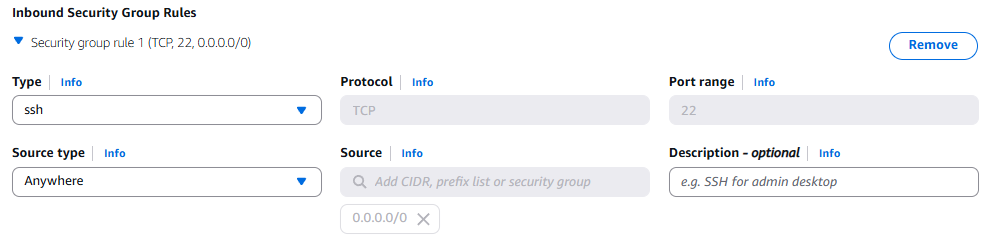 Inbound Security Group Rules
Security group rule 1 (TCP, 22, 0.0.0.0/0)
Remove
Type Info Protocol Info Port range Info
ssh TCP 22
Source type Info Source Info Description - optional Info
Anywhere Add CIDR, prefix list or security group e.g. SSH for admin desktop
0.0.0.0/0